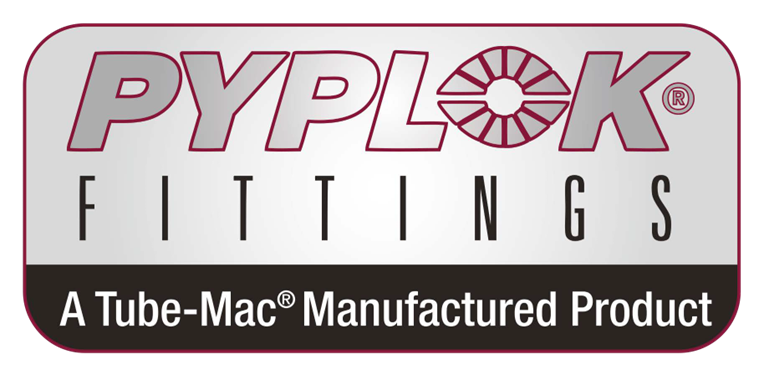 PYPLOK®
FITTINGS
A Tube-Mac® Manufactured Product